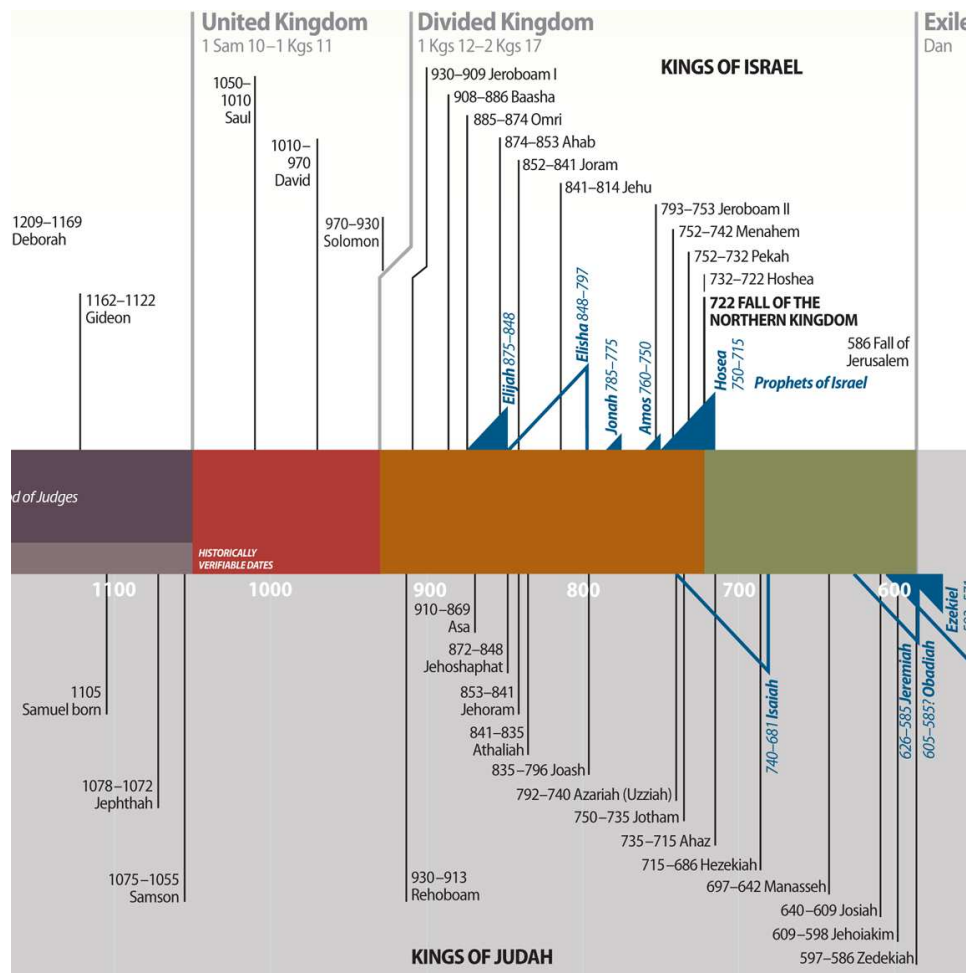 United Kingdom
1 Sam 10–1 Kgs 11
Divided Kingdom
1 Kgs 12–2 Kgs 17
Exile
Dan
KINGS OF ISRAEL
1050–
1010
Saul
1010–
970
David
970–930
Solomon
930–909 Jeroboam I
908–886 Baasha
885–874 Omri
874–853 Ahab
852–841 Joram
841–814 Jehu
793–753 Jeroboam II
752–742 Menahem
752–732 Pekah
732–722 Hoshea
722 FALL OF THE
NORTHERN KINGDOM
586 Fall of
Jerusalem
1209–1169
Deborah
1162–1122
Gideon
Elijah 875–848
Elisha 848–797
Jonah 785–775
Amos 760–750
Hosea
750–715
Prophets of Israel
d of Judges
HISTORICALLY
VERIFIABLE DATES
1100
1000
900
800
700
600
910–869
Asa
872–848
Jehoshaphat
853–841
Jehoram
841–835
Athaliah
835–796 Joash
792–740 Azariah (Uzziah)
750–735 Jotham
735–715 Ahaz
715–686 Hezekiah
697–642 Manasseh
640–609 Josiah
609–598 Jehoiakim
597–586 Zedekiah
1105
Samuel born
1078–1072
Jephthah
1075–1055
Samson
930–913
Rehoboam
740–681 Isaiah
626–585 Jeremiah
605–585? Obadiah
Ezekiel
KINGS OF JUDAH